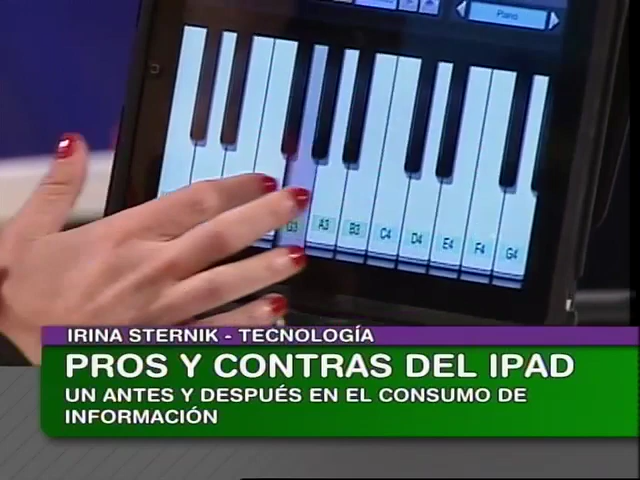 Piano
G3 A3 B3 C4 D4 E4 F4 G4
IRINA STERNIK - TECNOLOGÍA
PROS Y CONTRAS DEL IPAD
UN ANTES Y DESPUÉS EN EL CONSUMO DE
INFORMACIÓN